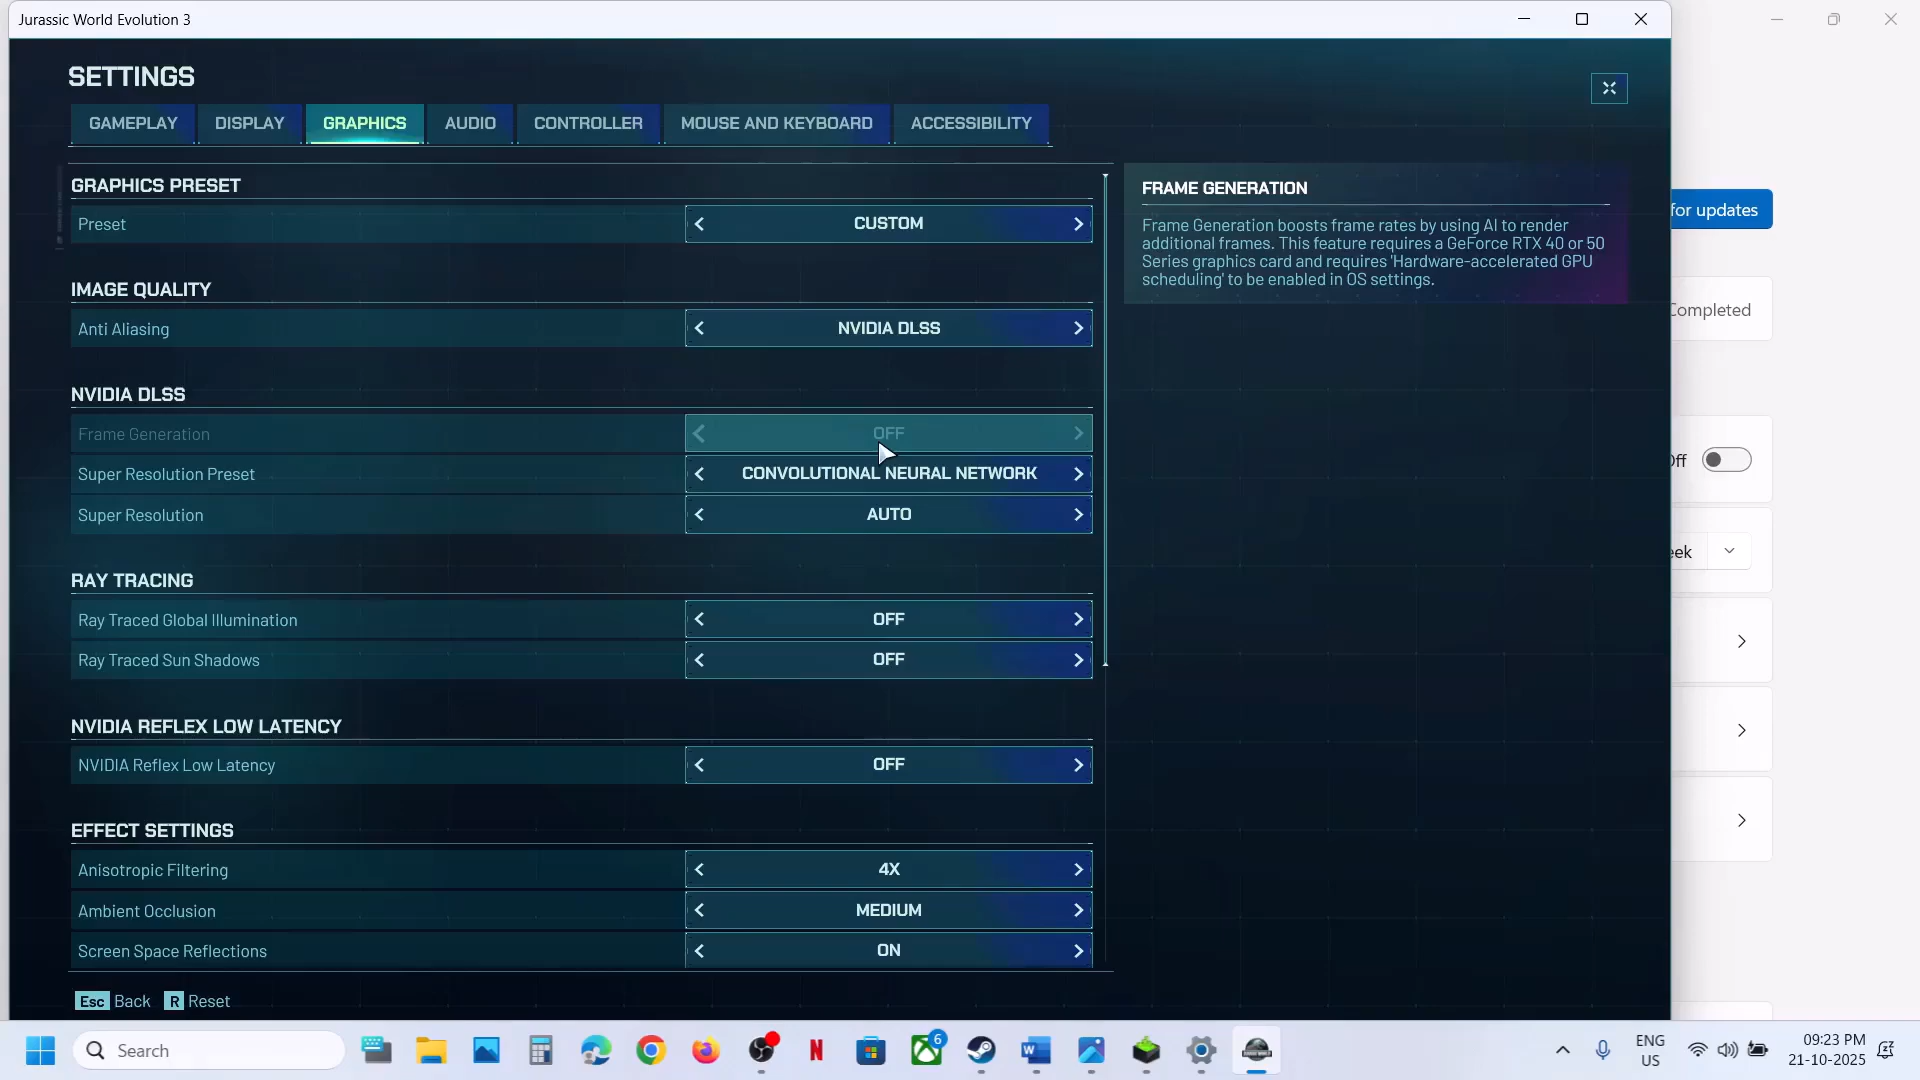 Jurassic World Evolution 3
SETTINGS
GAMEPLAY
DISPLAY
GRAPHICS
AUDIO
CONTROLLER
MOUSE AND KEYBOARD
ACCESSIBILITY
GRAPHICS PRESET
Preset
CUSTOM
IMAGE QUALITY
Anti Aliasing
NVIDIA DLSS
NVIDIA DLSS
Frame Generation
OFF
Super Resolution Preset
CONVOLUTIONAL NEURAL NETWORK
Super Resolution
AUTO
RAY TRACING
Ray Traced Global Illumination
OFF
Ray Traced Sun Shadows
OFF
NVIDIA REFLEX LOW LATENCY
NVIDIA Reflex Low Latency
OFF
EFFECT SETTINGS
Anisotropic Filtering
4X
Ambient Occlusion
MEDIUM
Screen Space Reflections
ON
Esc Back R Reset
FRAME GENERATION
Frame Generation boosts frame rates by using AI to render
additional frames. This feature requires a GeForce RTX 40 or 50
Series graphics card and requires 'Hardware-accelerated GPU
scheduling' to be enabled in OS settings.
for updates
Completed
Off
eek
Search
6
ENG
US
09:23 PM
21-10-2025